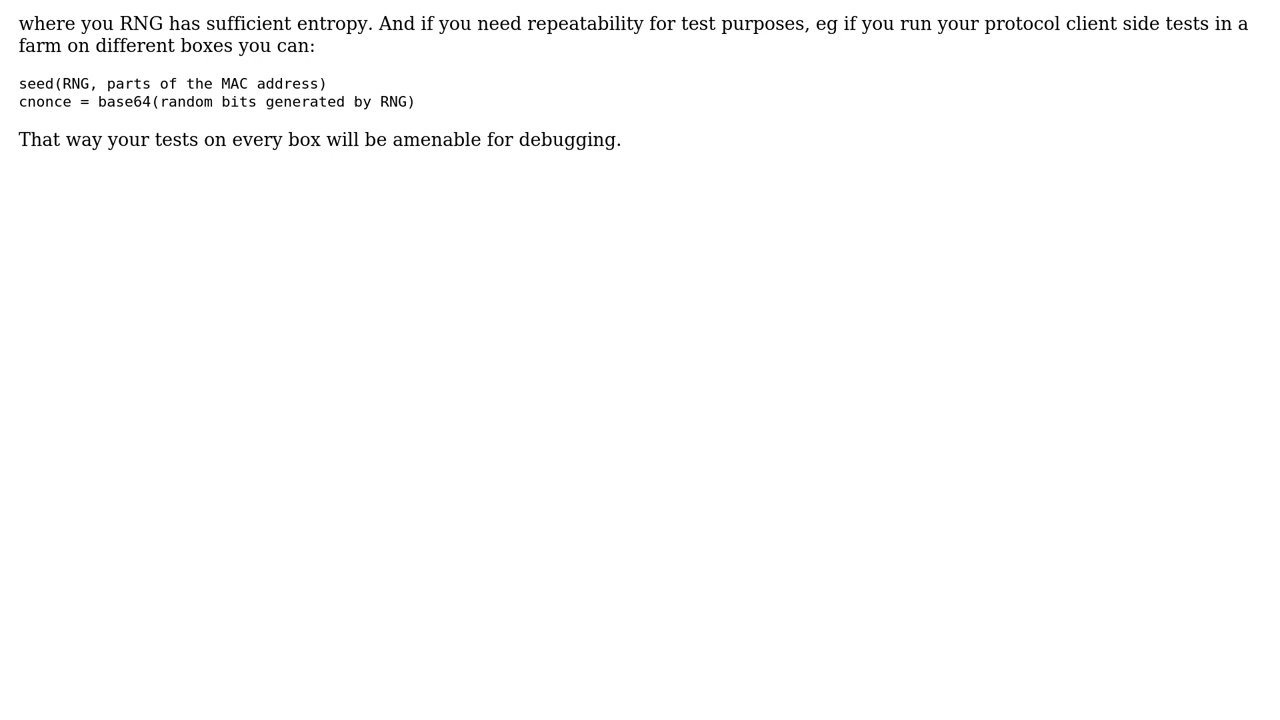 where you RNG has sufficient entropy. And if you need repeatability for test purposes, eg if you run your protocol client side tests in a
farm on different boxes you can:
seed(RNG, parts of the MAC address)
cnonce = base64(random bits generated by RNG)
That way your tests on every box will be amenable for debugging.